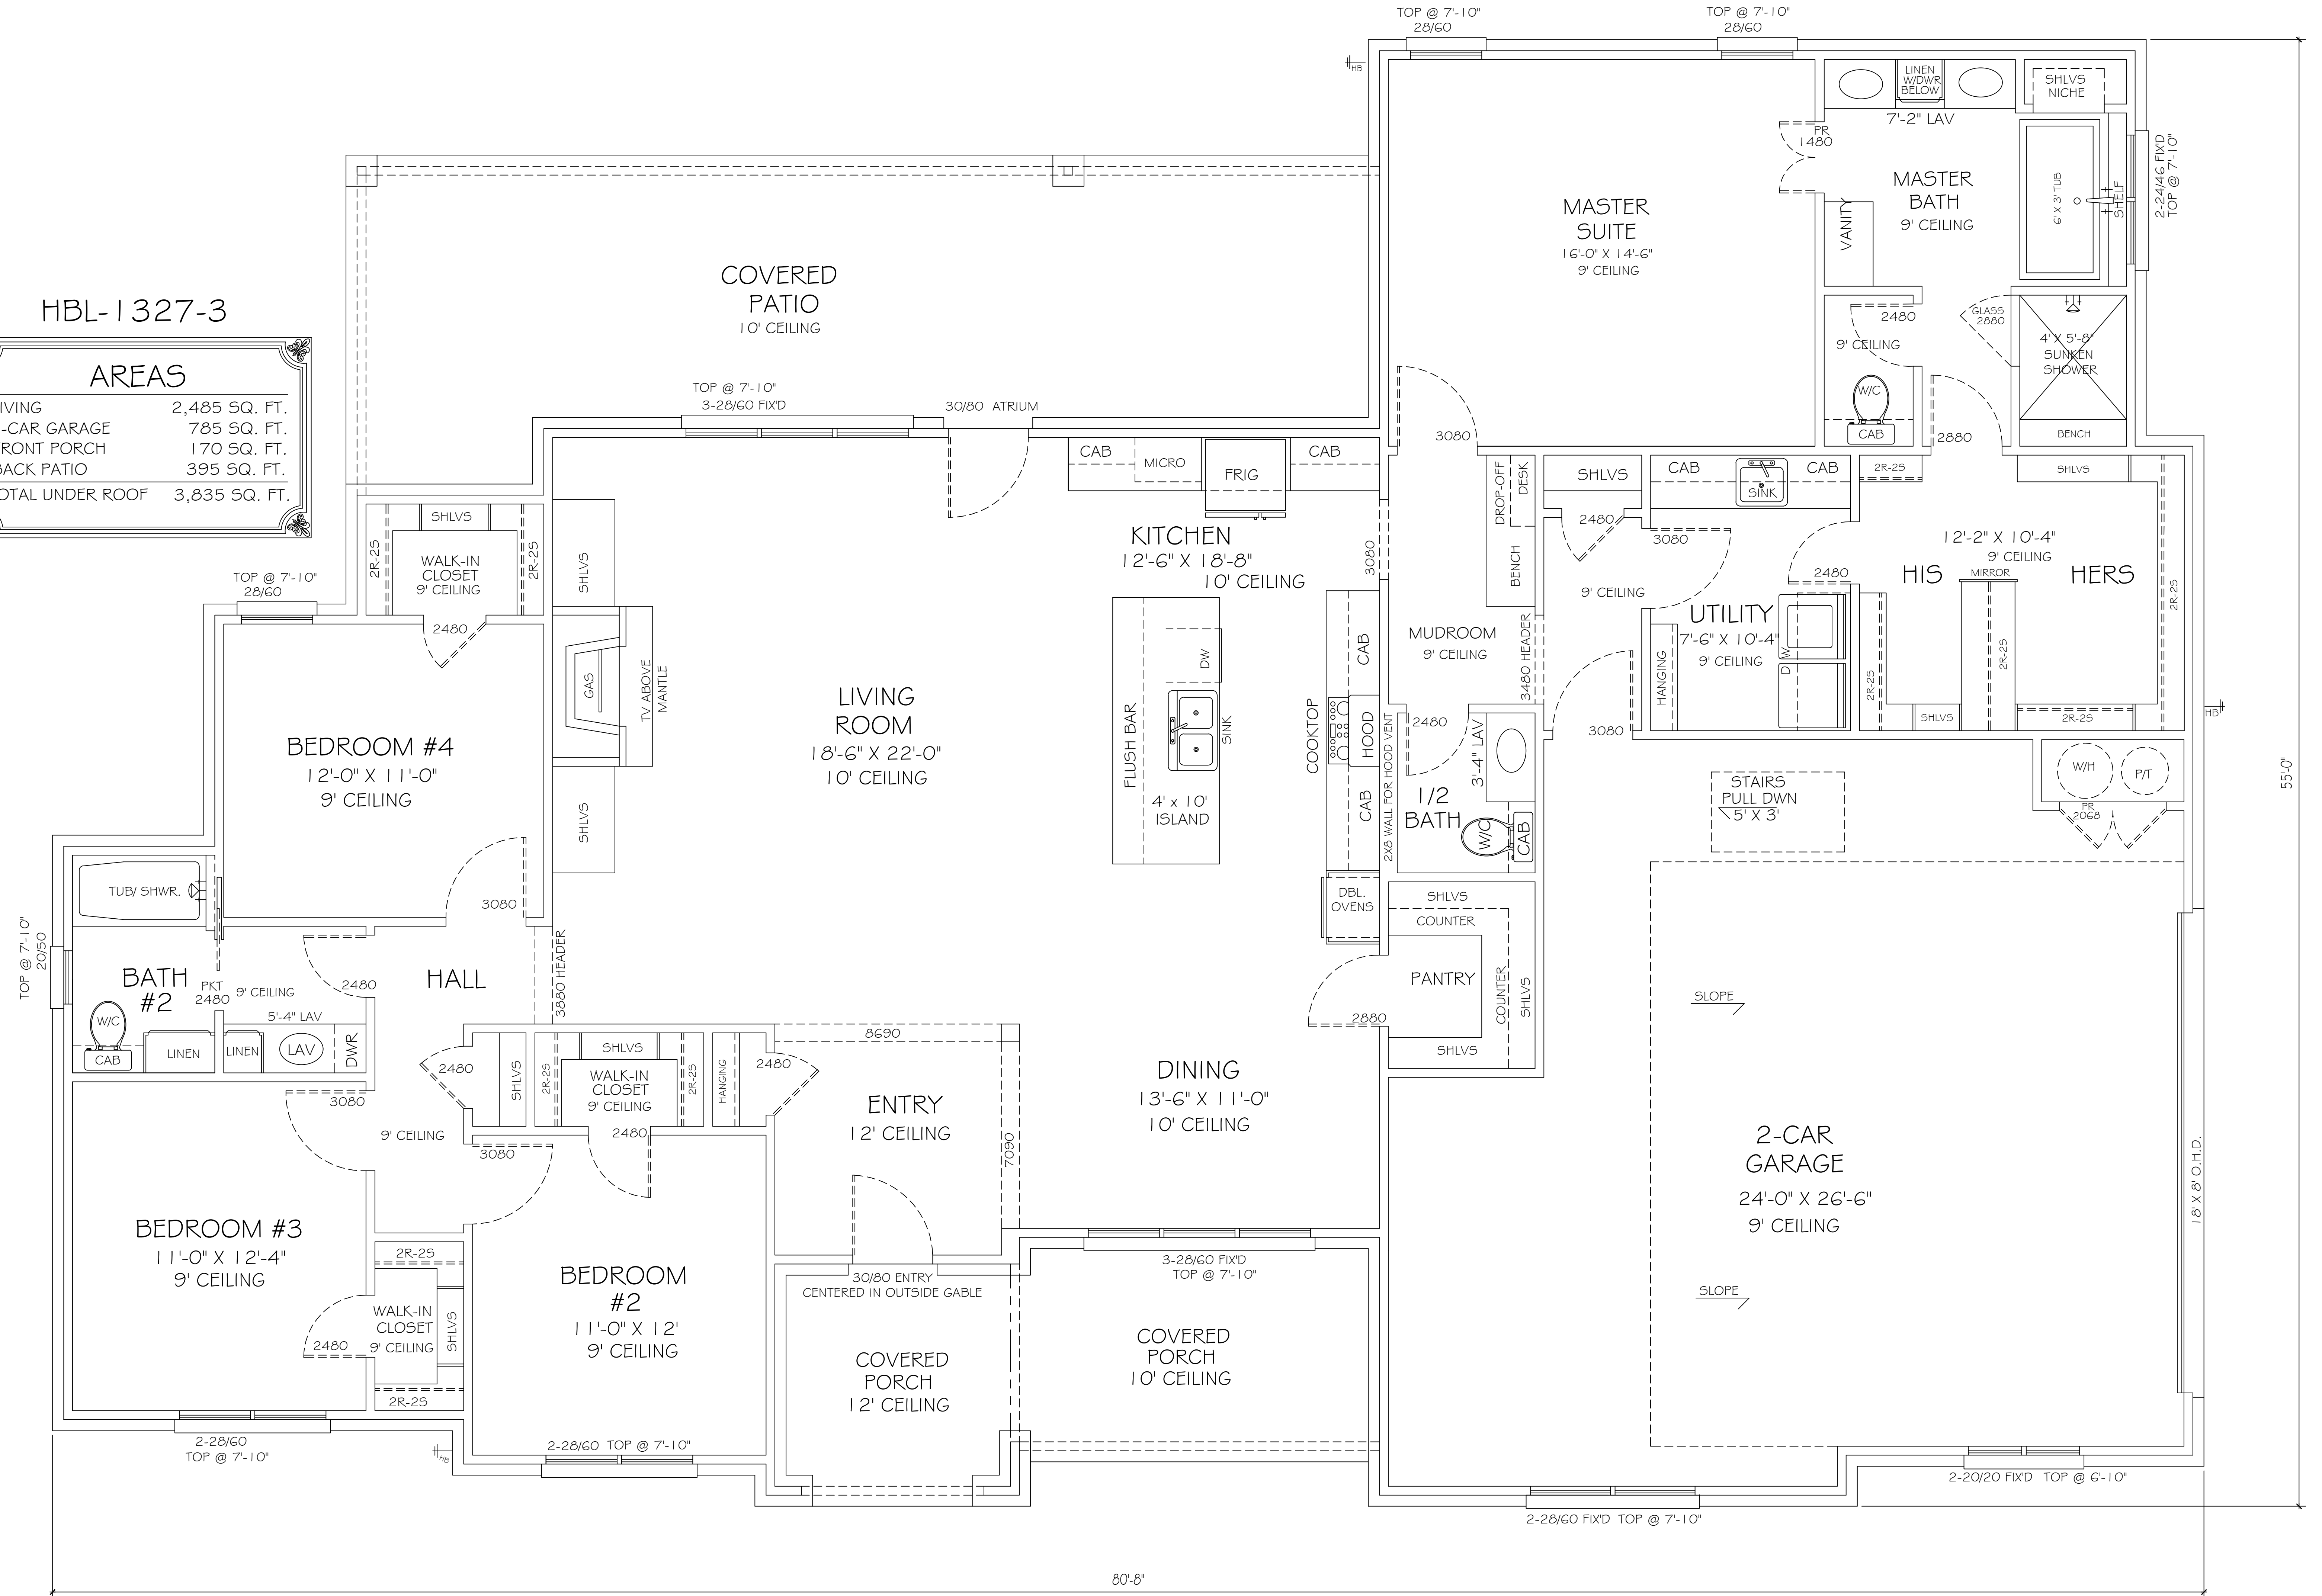 TOP @ 7'-10"
28/60
TOP @ 7'-10"
28/60
HB
LINEN
W/DWR
BELOW
SHLVS
NICHE
7'-2" LAV
PR
1480
MASTER
SUITE
16'-0" X 14'-6"
9' CEILING
MASTER
BATH
9' CEILING
VANITY
6' X 3' TUB
SHELF
2-24/46 FIX'D
TOP @ 7'-10"
2480
9' CEILING
W/C
CAB
GLASS
2880
4' X 5'-8"
SUNKEN
SHOWER
BENCH
2880
3080
COVERED
PATIO
10' CEILING
HBL-1327-3
AREAS
IVING 2,485 SQ. FT.
-CAR GARAGE 785 SQ. FT.
FRONT PORCH 170 SQ. FT.
BACK PATIO 395 SQ. FT.
OTAL UNDER ROOF 3,835 SQ. FT.
TOP @ 7'-10"
3-28/60 FIX'D
30/80 ATRIUM
CAB
MICRO
FRIG
CAB
KITCHEN
12'-6" X 18'-8"
10' CEILING
3080
DROP-OFF
DESK
BENCH
SHLVS
2480
CAB
SINK
CAB
3080
2R-2S
SHLVS
12'-2" X 10'-4"
9' CEILING
MIRROR
HIS
HERS
2R-2S
2R-2S
2R-2S
SHLVS
2R-2S
HB
2480
UTILITY
7'-6" X 10'-4"
9' CEILING
HANGING
D W
9' CEILING
3480 HEADER
MUDROOM
9' CEILING
3080
SHLVS
WALK-IN
CLOSET
9' CEILING
2R-2S
2R-2S
2480
TOP @ 7'-10"
28/60
SHLVS
GAS
TV ABOVE
MANTLE
SHLVS
BEDROOM #4
12'-0" X 11'-0"
9' CEILING
3080
LIVING
ROOM
18'-6" X 22'-0"
10' CEILING
FLUSH BAR
DW
SINK
4' x 10'
ISLAND
COOKTOP
CAB
HOOD
CAB
2X8 WALL FOR HOOD VENT
DBL.
OVENS
2480
3'-4" LAV
1/2
BATH
W/C
CAB
STAIRS
PULL DWN
5' X 3'
W/H
P/T
PR
2068
55'-0"
TUB/ SHWR.
TOP @ 7'-10"
20/50
BATH
#2
PKT
2480
9' CEILING
2480
5'-4" LAV
W/C
CAB
LINEN
LINEN
LAV
DWR
HALL
3880 HEADER
SHLVS
COUNTER
PANTRY
COUNTER
SHLVS
SHLVS
2880
SLOPE
SLOPE
2480
SHLVS
2R-2S
SHLVS
WALK-IN
CLOSET
9' CEILING
2R-2S
HANGING
2480
2480
8690
7090
ENTRY
12' CEILING
DINING
13'-6" X 11'-0"
10' CEILING
3080
9' CEILING
3080
BEDROOM #3
11'-0" X 12'-4"
9' CEILING
2R-2S
WALK-IN
CLOSET
9' CEILING
SHLVS
2R-2S
2480
BEDROOM
#2
11'-0" X 12'
9' CEILING
30/80 ENTRY
CENTERED IN OUTSIDE GABLE
3-28/60 FIX'D
TOP @ 7'-10"
COVERED
PORCH
12' CEILING
COVERED
PORCH
10' CEILING
2-CAR
GARAGE
24'-0" X 26'-6"
9' CEILING
18' X 8' O.H.D.
2-28/60
TOP @ 7'-10"
HB
2-28/60 TOP @ 7'-10"
2-20/20 FIX'D TOP @ 6'-10"
2-28/60 FIX'D TOP @ 7'-10"
80'-8"